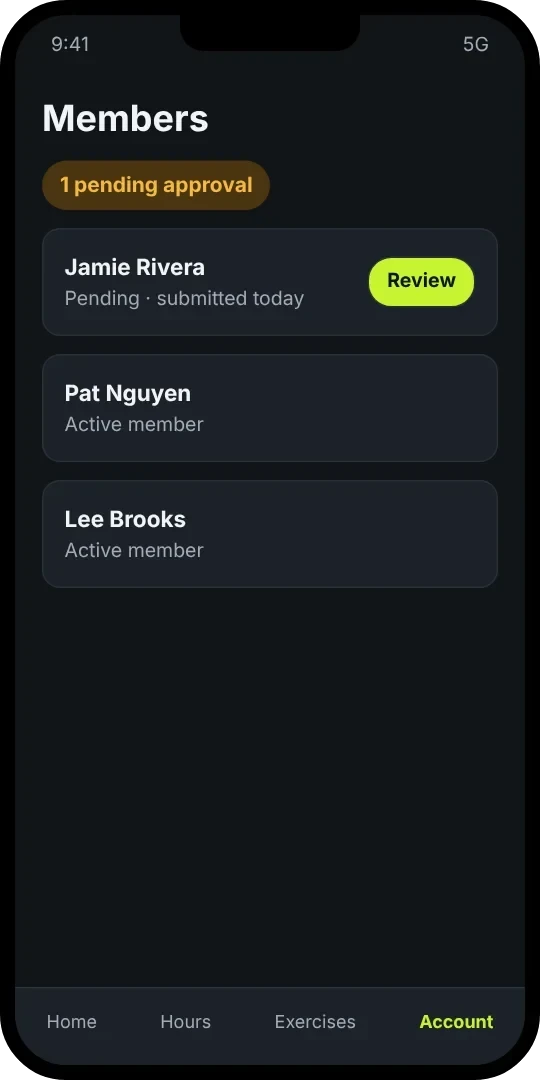 9:41
5G
Members
1 pending approval
Jamie Rivera
Pending · submitted today
Review
Pat Nguyen
Active member
Lee Brooks
Active member
Home
Hours
Exercises
Account